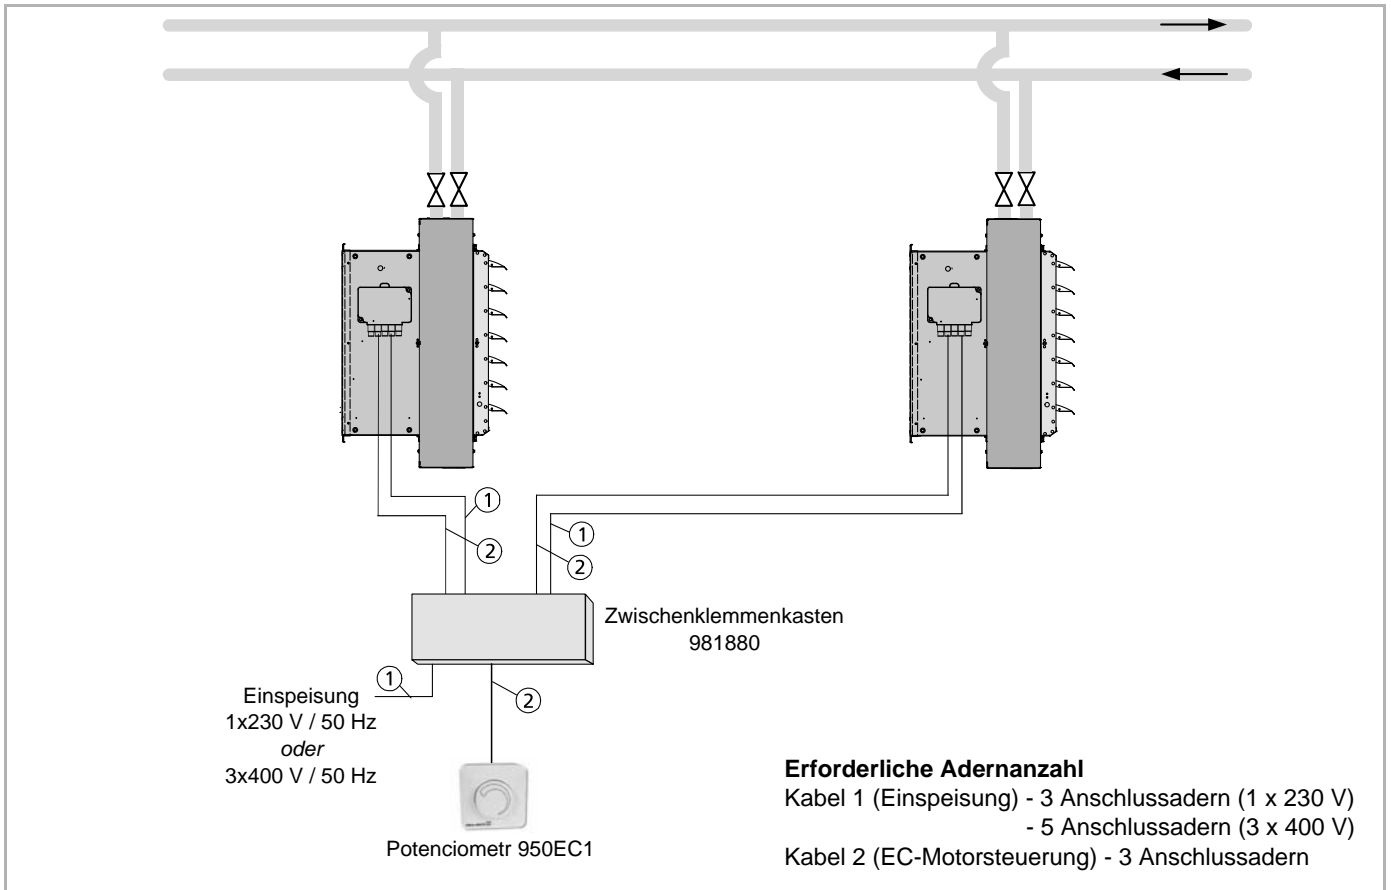 1
1
2
2
Zwischenklemmenkasten
981880
1
2
Einspeisung
1x230 V / 50 Hz
oder
3x400 V / 50 Hz
Potenciometr 950EC1
Erforderliche Adernanzahl
Kabel 1 (Einspeisung) - 3 Anschlussadern (1 x 230 V)
- 5 Anschlussadern (3 x 400 V)
Kabel 2 (EC-Motorsteuerung) - 3 Anschlussadern